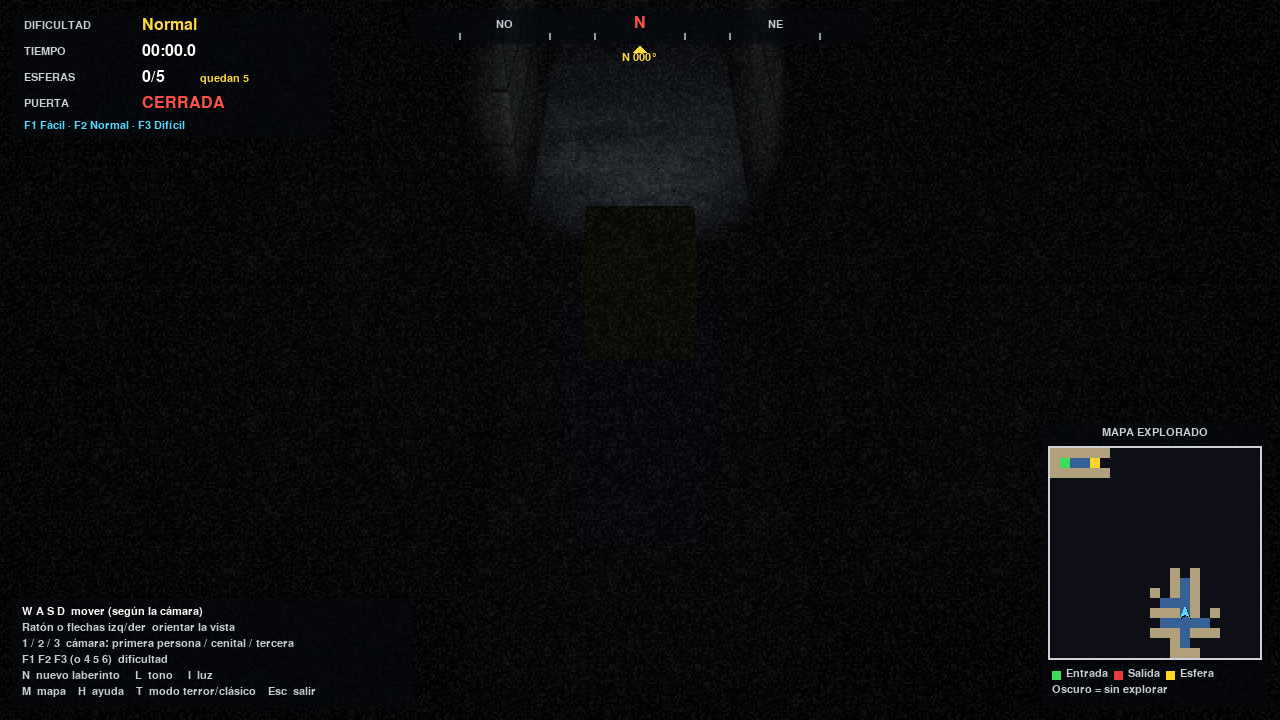 DIFICULTAD Normal
TIEMPO 00:00.0
ESFERAS 0/5 quedan 5
PUERTA CERRADA
F1 Fácil · F2 Normal · F3 Difícil
NO N NE
N 000°
MAPA EXPLORADO
Entrada Salida Esfera
Oscuro = sin explorar
W A S D mover (según la cámara)
Ratón o flechas izq/der orientar la vista
1 / 2 / 3 cámara: primera persona / cenital / tercera
F1 F2 F3 (o 4 5 6) dificultad
N nuevo laberinto L tono I luz
M mapa H ayuda T modo terror/clásico Esc salir